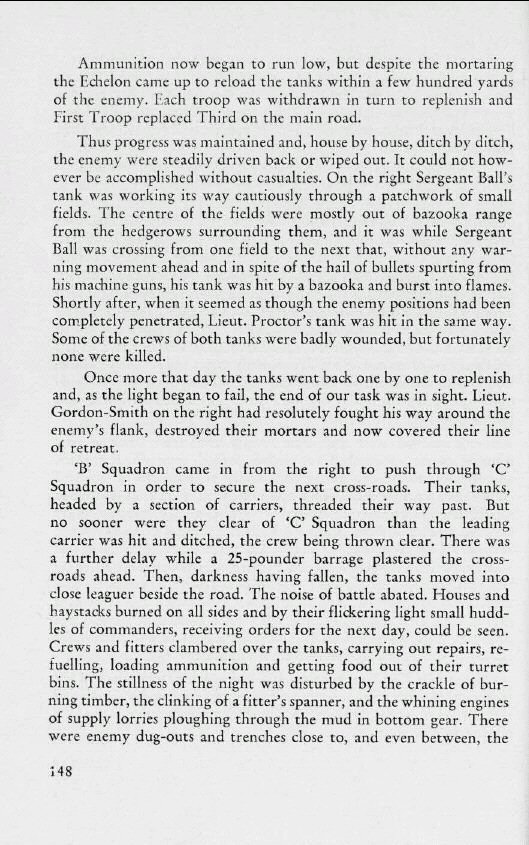 Ammunition now began to run low, but despite the mortaring
the Echelon came up to reload the tanks within a few hundred yards
of the enemy. Each troop was withdrawn in turn to replenish and
First Troop replaced Third on the main road.
Thus progress was maintained and, house by house, ditch by ditch,
the enemy were steadily driven back or wiped out. It could not how-
ever be accomplished without casualties. On the right Sergeant Ball's
tank was working its way cautiously through a patchwork of small
fields. The centre of the fields were mostly out of bazooka range
from the hedgerows surrounding them, and it was while Sergeant
Ball was crossing from one field to the next that, without any war-
ning movement ahead and in spite of the hail of bullets spurting from
his machine guns, his tank was hit by a bazooka and burst into flames.
Shortly after, when it seemed as though the enemy positions had been
completely penetrated, Lieut. Proctor's tank was hit in the same way.
Some of the crews of both tanks were badly wounded, but fortunately
none were killed.
Once more that day the tanks went back one by one to replenish
and, as the light began to fail, the end of our task was in sight. Lieut.
Gordon-Smith on the right had resolutely fought his way around the
enemy's flank, destroyed their mortars and now covered their line
of retreat.
‘B’ Squadron came in from the right to push through ‘C’
Squadron in order to secure the next cross-roads. Their tanks,
headed by a section of carriers, threaded their way past. But
no sooner were they clear of ‘C’ Squadron than the leading
carrier was hit and ditched, the crew being thrown clear. There was
a further delay while a 25-pounder barrage plastered the cross-
roads ahead. Then, darkness having fallen, the tanks moved into
close leaguer beside the road. The noise of battle abated. Houses and
haystacks burned on all sides and by their flickering light small hudd-
les of commanders, receiving orders for the next day, could be seen.
Crews and fitters clambered over the tanks, carrying out repairs, re-
fuelling, loading ammunition and getting food out of their turret
bins. The stillness of the night was disturbed by the crackle of bur-
ning timber, the clinking of a fitter's spanner, and the whining engines
of supply lorries ploughing through the mud in bottom gear. There
were enemy dug-outs and trenches close to, and even between, the
148